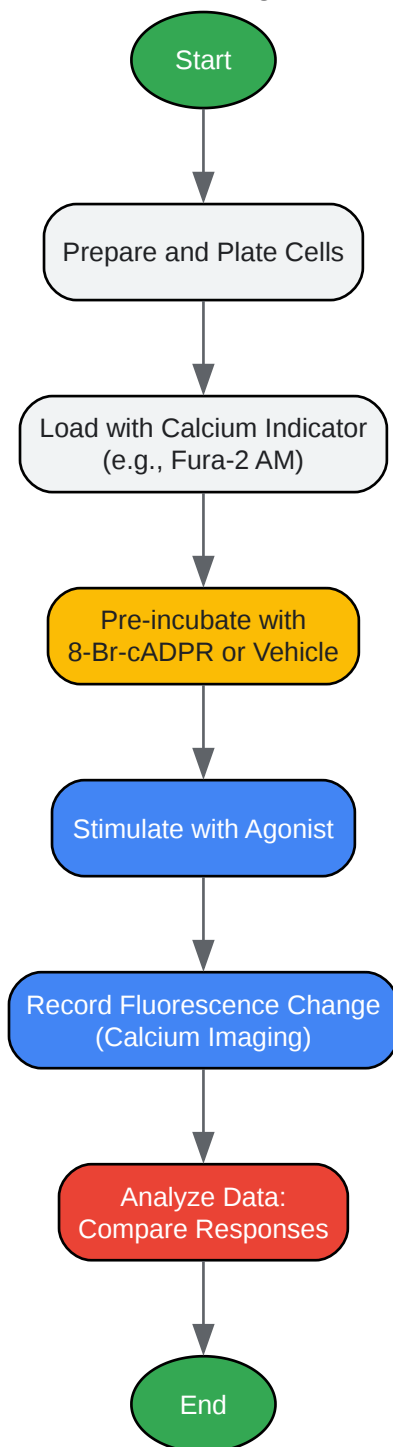 Start
Prepare and Plate Cells
Load with Calcium Indicator
(e.g., Fura-2 AM)
Pre-incubate with
8-Br-cADPR or Vehicle
Stimulate with Agonist
Record Fluorescence Change
(Calcium Imaging)
Analyze Data:
Compare Responses
End